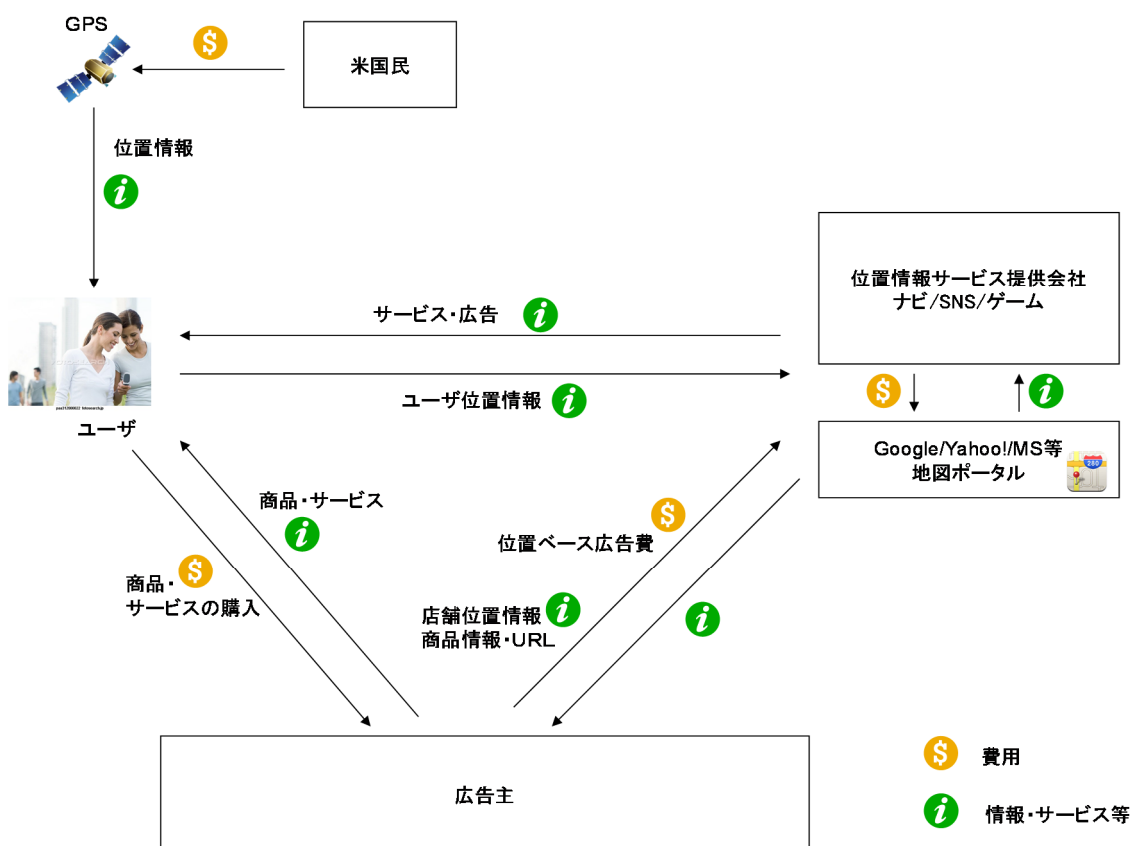 GPS
米国民
位置情報
位置情報サービス提供会社
ナビ/SNS/ゲーム
サービス・広告
ユーザ位置情報
ユーザ
Google/Yahoo!/MS等
地図ポータル
280
商品・サービス
位置ベース広告費
商品・
サービスの購入
店舗位置情報
商品情報・URL
広告主
費用
情報・サービス等